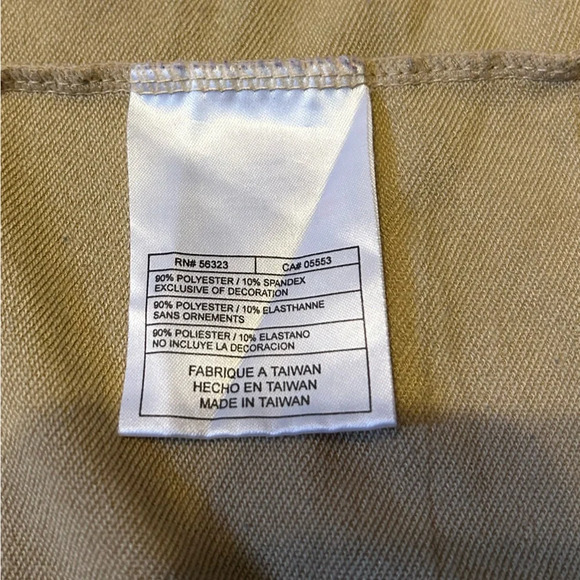 RN# 56323 CA# 05553
90% POLYESTER / 10% SPANDEX
EXCLUSIVE OF DECORATION
90% POLYESTER / 10% ELASTHANNE
SANS ORNEMENTS
90% POLIESTER / 10% ELASTANO
NO INCLUYE LA DECORACION
FABRIQUE A TAIWAN
HECHO EN TAIWAN
MADE IN TAIWAN